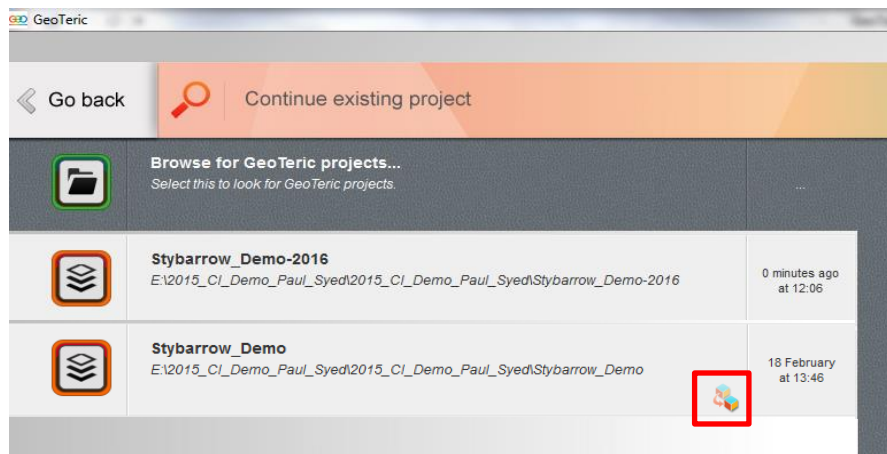 GeoTeric
Go back
Continue existing project
Browse for GeoTeric projects...
Select this to look for GeoTeric projects.
...
Stybarrow_Demo-2016
E:\2015_CI_Demo_Paul_Syed\2015_CI_Demo_Paul_Syed\Stybarrow_Demo-2016
0 minutes ago
at 12:06
Stybarrow_Demo
E:\2015_CI_Demo_Paul_Syed\2015_CI_Demo_Paul_Syed\Stybarrow_Demo
18 February
at 13:46